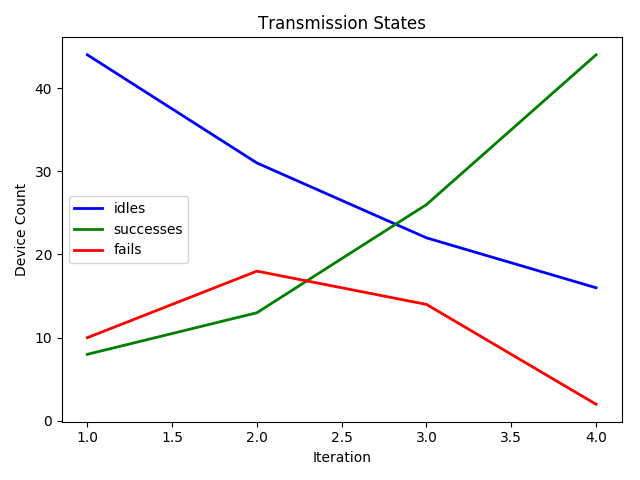 Transmission States
Device Count
40
30
20
10
0
idles
successes
fails
1.0 1.5 2.0 2.5 3.0 3.5 4.0
Iteration